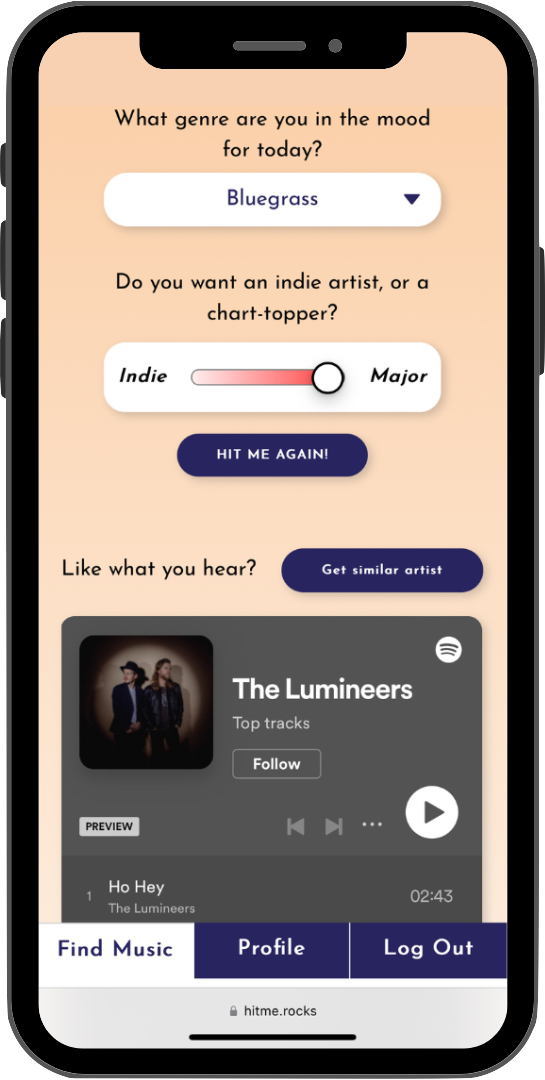 What genre are you in the mood
for today?
Bluegrass
Do you want an indie artist, or a
chart-topper?
Indie
Major
HIT ME AGAIN!
Like what you hear?
Get similar artist
The Lumineers
Top tracks
Follow
PREVIEW
1
Ho Hey
02:43
The Lumineers
Find Music
Profile
Log Out
hitme.rocks